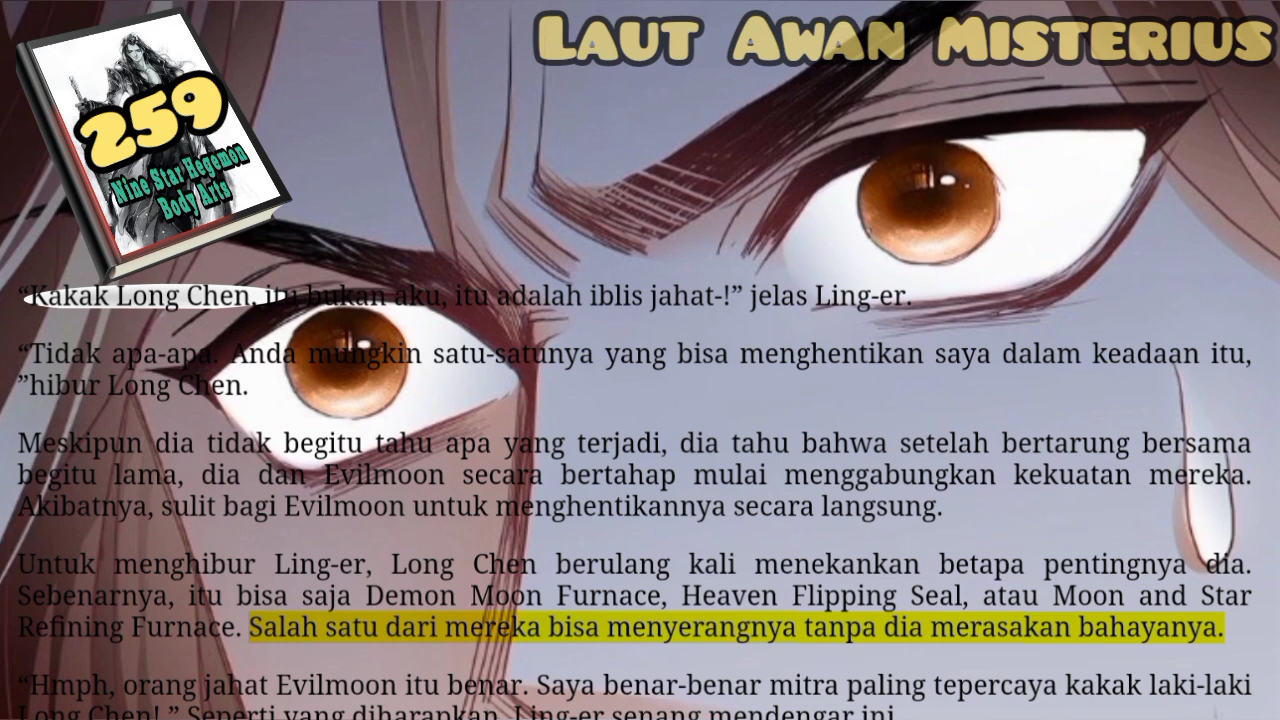 LAUT AWAN MISTERIUS
259
Nine Star Hegemon
Body Arts
“Kakak Long Chen, itu bukan aku, itu adalah iblis jahat-!” jelas Ling-er.
“Tidak apa-apa. Anda mungkin satu-satunya yang bisa menghentikan saya dalam keadaan itu,
”hibur Long Chen.
Meskipun dia tidak begitu tahu apa yang terjadi, dia tahu bahwa setelah bertarung bersama
begitu lama, dia dan Evilmoon secara bertahap mulai menggabungkan kekuatan mereka.
Akibatnya, sulit bagi Evilmoon untuk menghentikannya secara langsung.
Untuk menghibur Ling-er, Long Chen berulang kali menekankan betapa pentingnya dia.
Sebenarnya, itu bisa saja Demon Moon Furnace, Heaven Flipping Seal, atau Moon and Star
Refining Furnace. Salah satu dari mereka bisa menyerangnya tanpa dia merasakan bahayanya.
“Hmph, orang jahat Evilmoon itu benar. Saya benar-benar mitra paling tepercaya kakak laki-laki
Long Chen! ” Seperti yang diharapkan, Ling-er senang mendengar ini.